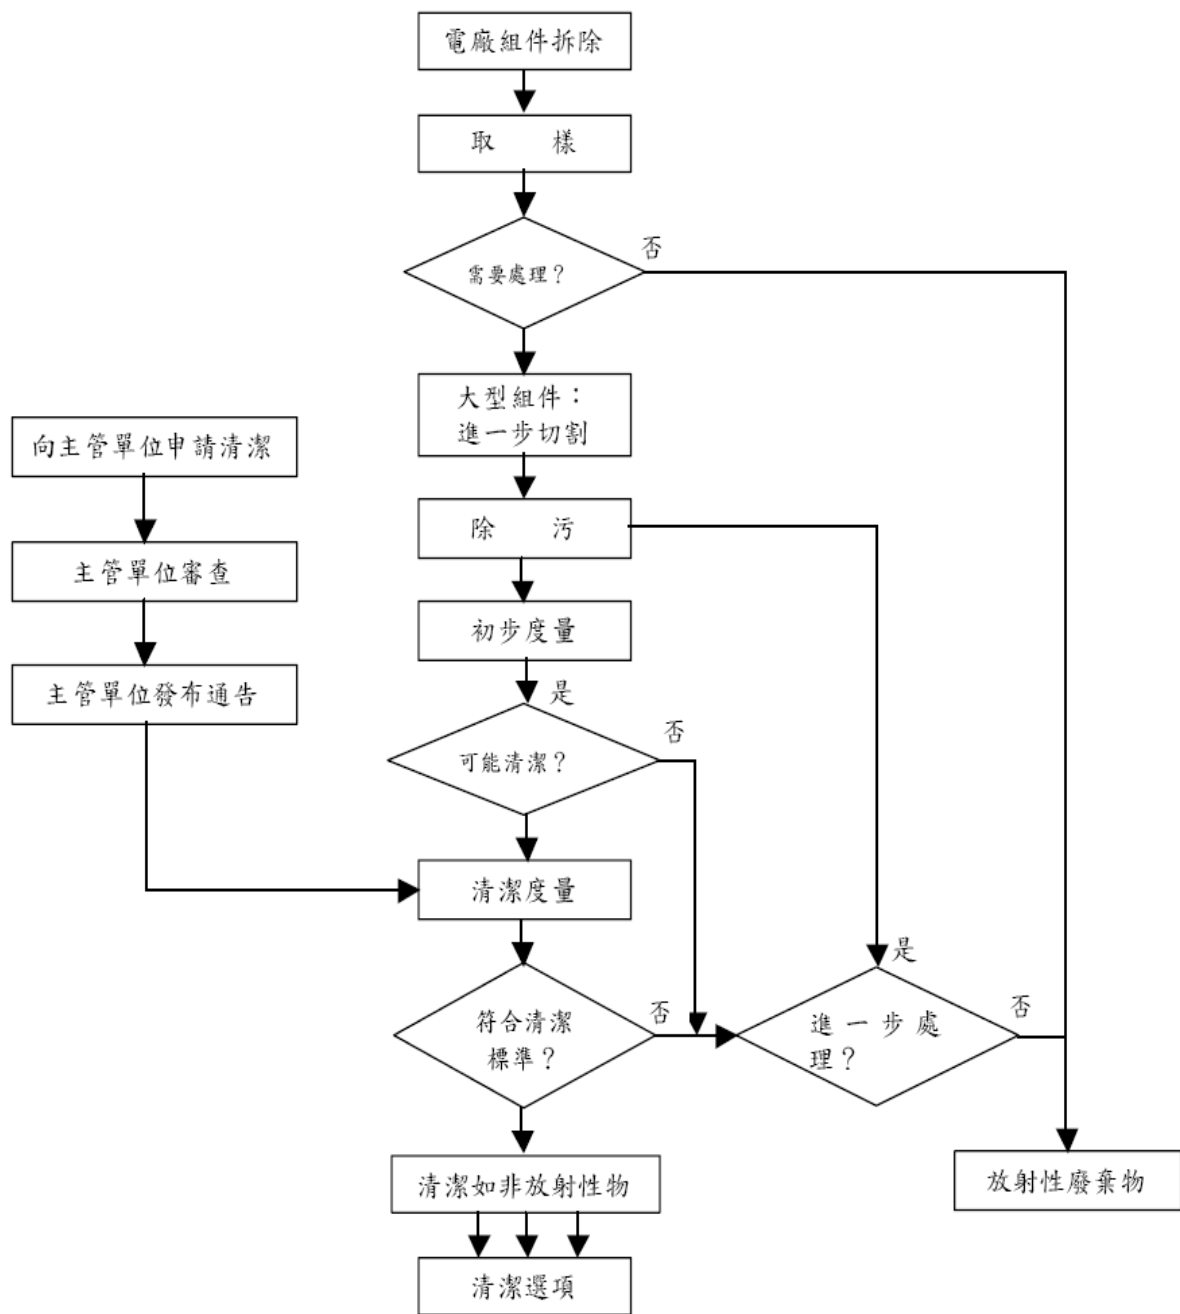 電廠組件拆除
取 樣
否
需要處理？
大型組件：
進一步切割
向主管單位申請清潔
除 污
主管單位審查
初步度量
主管單位發布通告
是
否
可能清潔？
清潔度量
是
否
符合清潔
標準？
否
進一步處
理？
清潔如非放射性物
放射性廢棄物
清潔選項